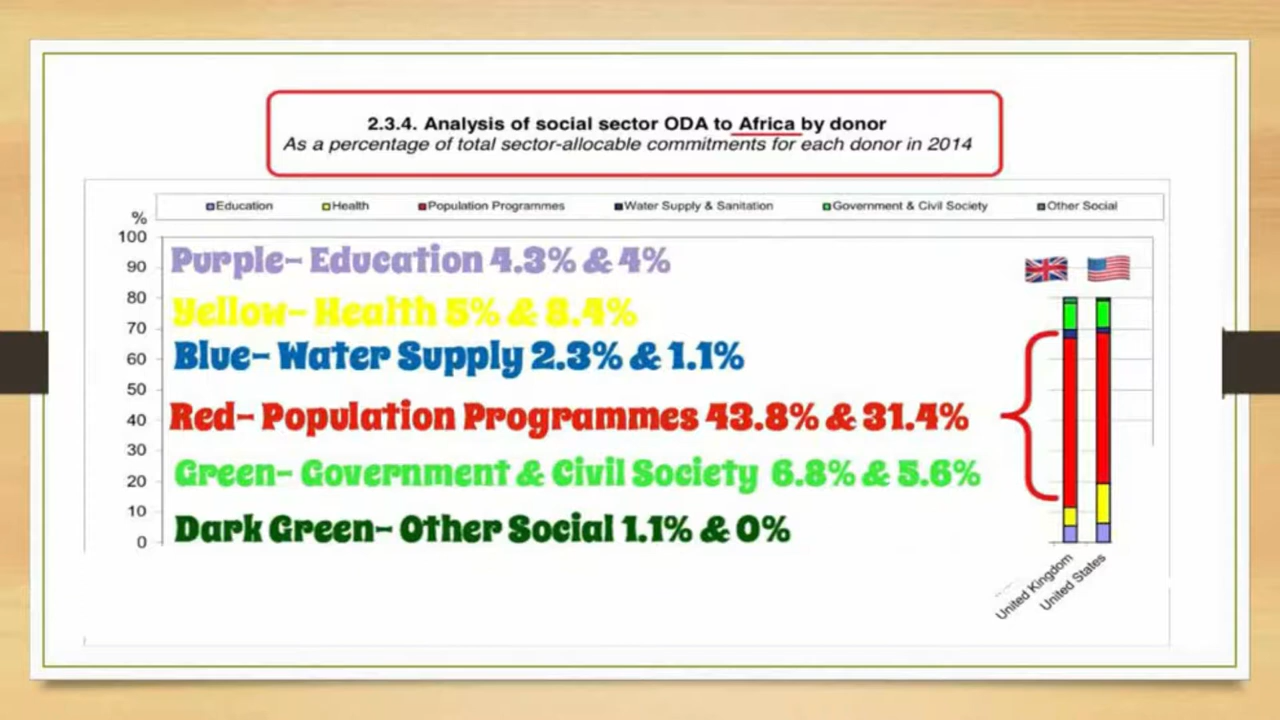 2.3.4. Analysis of social sector ODA to Africa by donor
As a percentage of total sector-allocable commitments for each donor in 2014
Education Health Population Programmes Water Supply & Sanitation Government & Civil Society Other Social
%
100
90
80
70
60
50
40
30
20
10
0
Purple- Education 4.3% & 4%
Yellow- Health 5% & 8.4%
Blue- Water Supply 2.3% & 1.1%
Red- Population Programmes 43.8% & 31.4%
Green- Government & Civil Society 6.8% & 5.6%
Dark Green- Other Social 1.1% & 0%
United Kingdom
United States